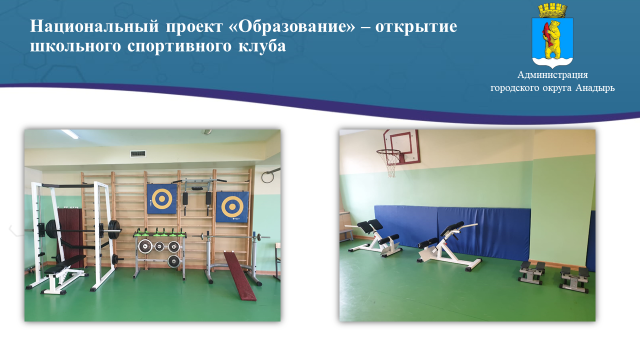 Национальный проект «Образование» – открытие
школьного спортивного клуба
Администрация
городского округа Анадырь